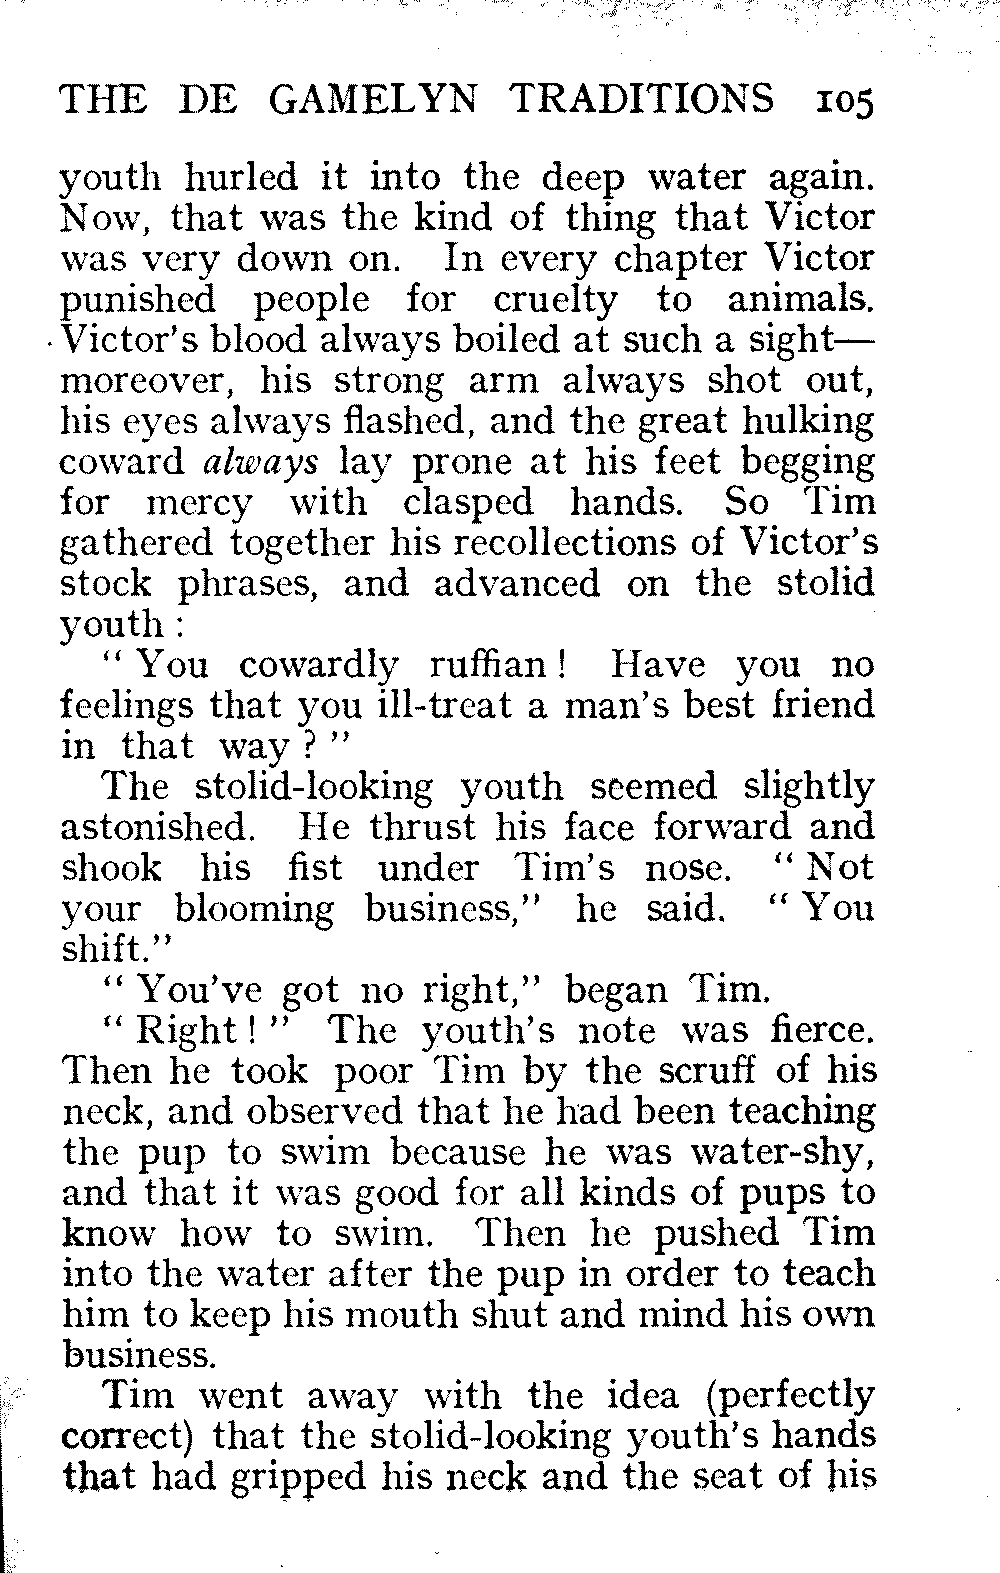 THE DE GAMELYN TRADITIONS 105
youth hurled it into the deep water again.
Now, that was the kind of thing that Victor
was very down on. In every chapter Victor
punished people for cruelty to animals.
Victor's blood always boiled at such a sight—
moreover, his strong arm always shot out,
his eyes always flashed, and the great hulking
coward always lay prone at his feet begging
for mercy with clasped hands. So Tim
gathered together his recollections of Victor's
stock phrases, and advanced on the stolid
youth :
" You cowardly ruffian ! Have you no
feelings that you ill-treat a man's best friend
in that way ? "
The stolid-looking youth seemed slightly
astonished. He thrust his face forward and
shook his fist under Tim's nose. " Not
your blooming business," he said. " You
shift."
" You've got no right," began Tim.
" Right ! " The youth's note was fierce.
Then he took poor Tim by the scruff of his
neck, and observed that he had been teaching
the pup to swim because he was water-shy,
and that it was good for all kinds of pups to
know how to swim. Then he pushed Tim
into the water after the pup in order to teach
him to keep his mouth shut and mind his own
business.
Tim went away with the idea (perfectly
correct) that the stolid-looking youth's hands
that had gripped his neck and the seat of his